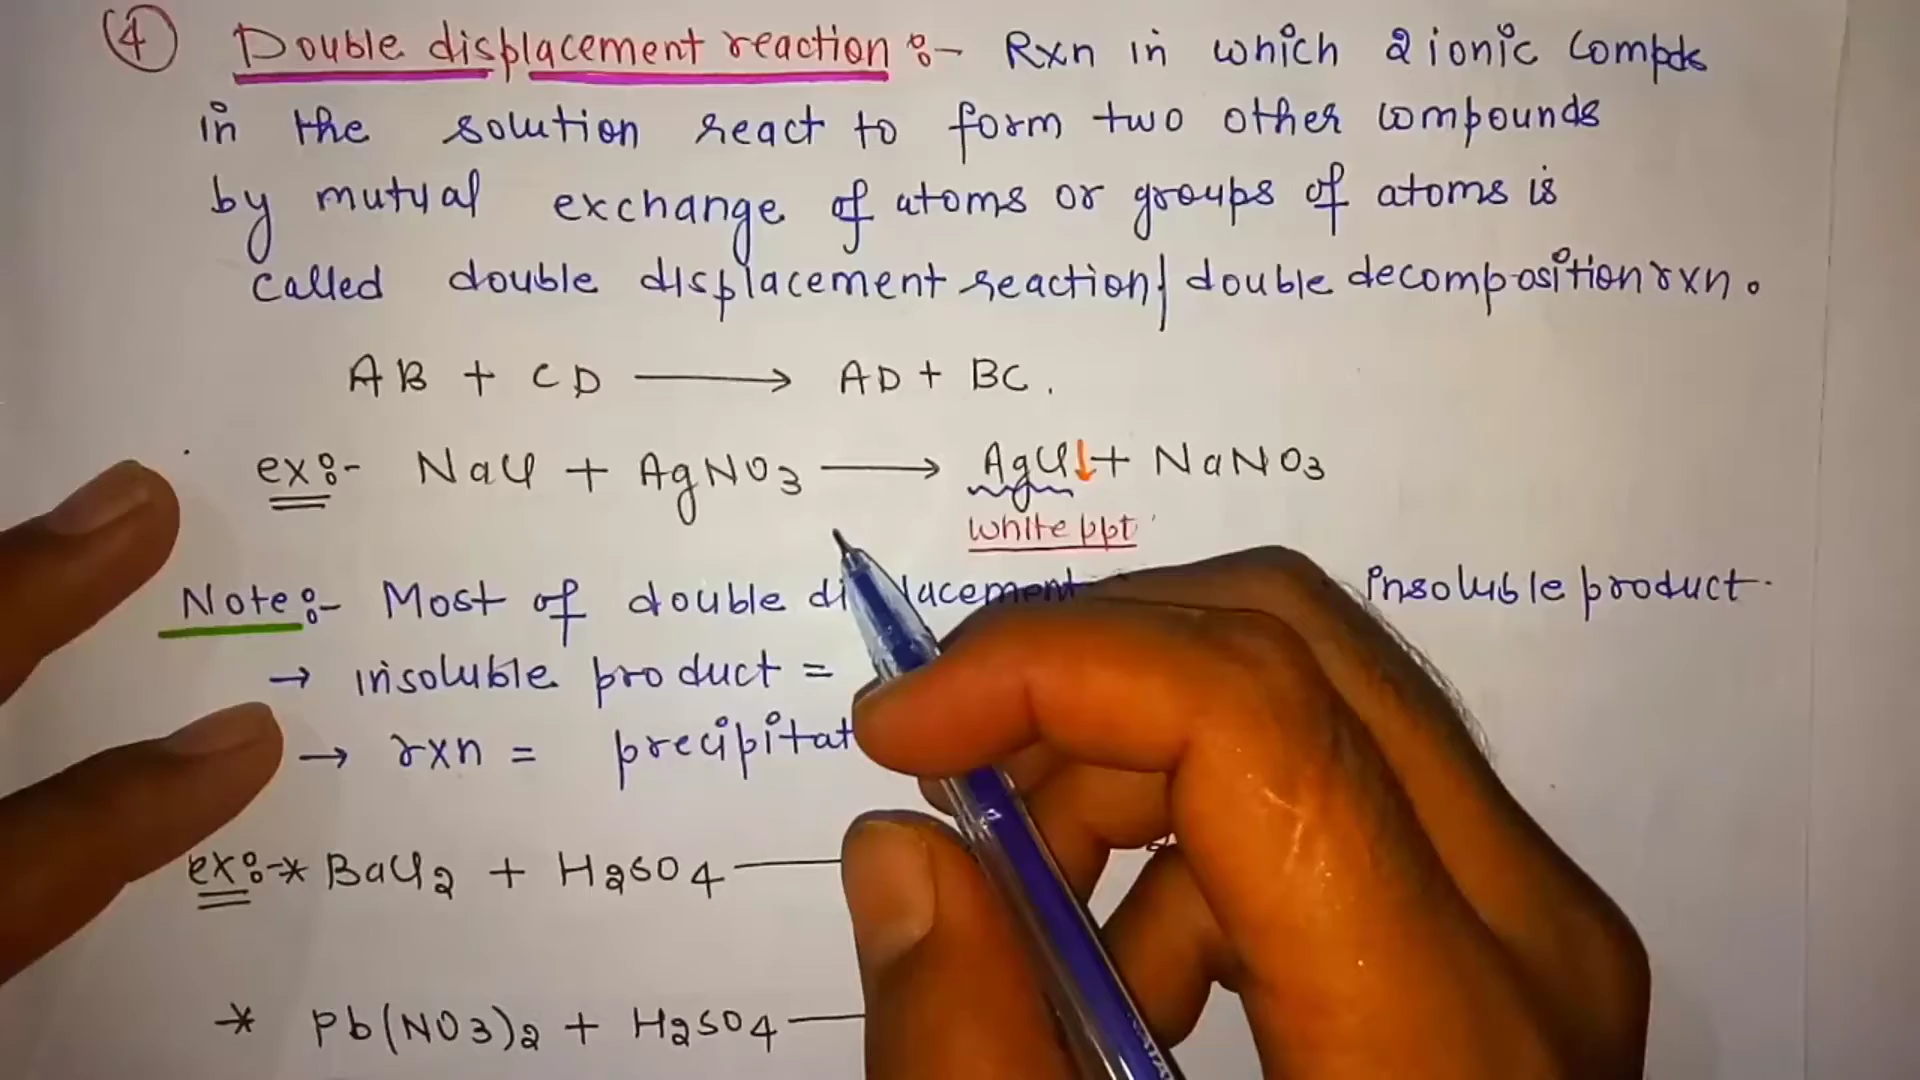 4 Double displacement reaction :- Rxn in which 2 ionic compds
in the solution react to form two other compounds
by mutual exchange of atoms or groups of atoms is
called double displacement reaction/ double decomposition rxn.
AB + CD → AD + BC.
ex:- NaCl + AgNO3 → AgCl↓ + NaNO3
white ppt
Note:- Most of double displacement insoluble product.
→ insoluble product =
→ rxn = precipitat
ex:-* BaCl2 + H2SO4
* Pb(NO3)2 + H2SO4